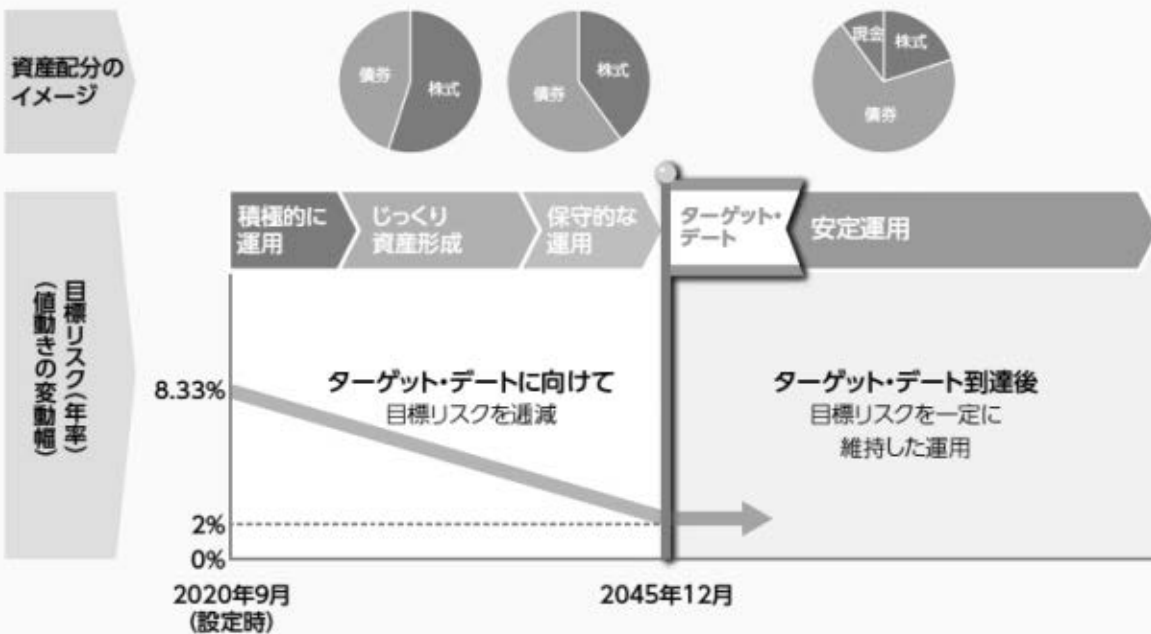 資産配分の
イメージ
債券
株式
債券
株式
現金
株式
債券
積極的に
運用
じっくり
資産形成
保守的な
運用
ターゲット・
デート
安定運用
目標リスク(年率)
(値動きの変動幅)
8.33%
2%
0%
ターゲット・デートに向けて
目標リスクを逓減
ターゲット・デート到達後
目標リスクを一定に
維持した運用
2020年9月
(設定時)
2045年12月